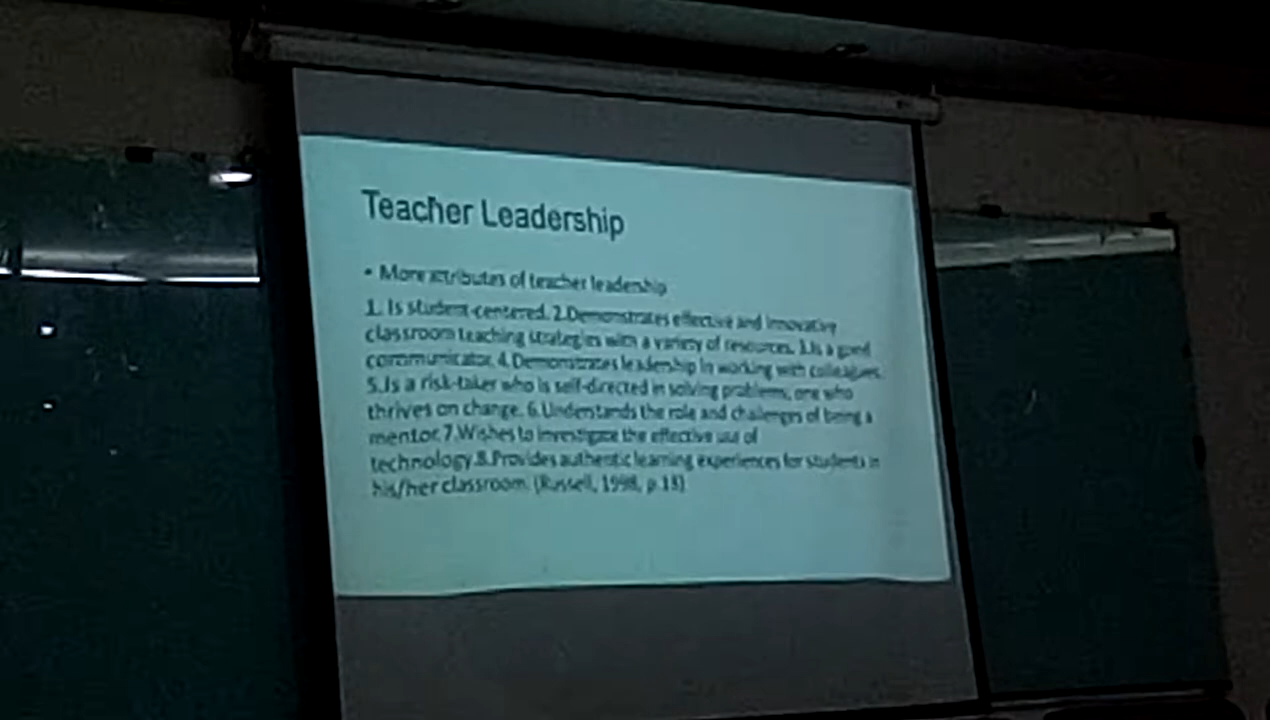 Teacher Leadership
• More attributes of teacher leadership
1. Is student-centered. 2.Demonstrates effective and innovative
classroom teaching strategies with a variety of resources. 3.Is a good
communicator. 4.Demonstrates leadership in working with colleagues.
5.Is a risk-taker who is self-directed in solving problems, one who
thrives on change. 6.Understands the role and challenges of being a
mentor.7.Wishes to investigate the effective use of
technology.8.Provides authentic learning experiences for students in
his/her classroom. (Russell, 1998, p.18)